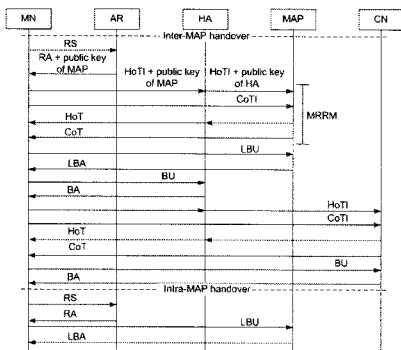 MN AR HA MAP CN
Inter-MAP handover
RS
RA + public key
of MAP
HoTI + public key
of MAP
HoTI + public key
of HA
CoTI
HoT
MRRM
CoT
LBU
LBA
BU
BA
HoTI
CoTI
HoT
CoT
BU
BA
Intra-MAP handover
RS
RA
LBU
LBA